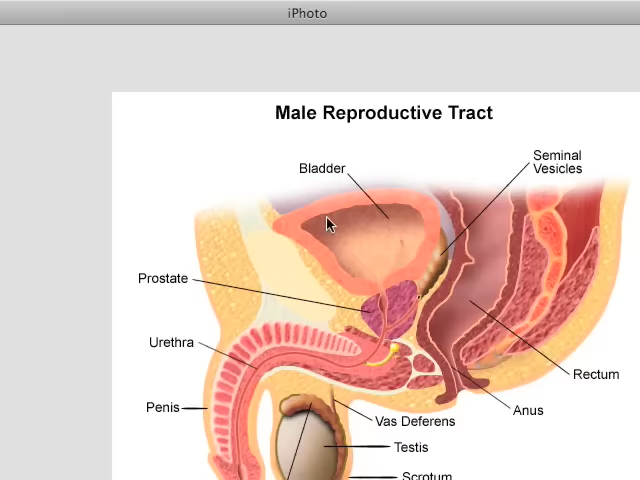 iPhoto
Male Reproductive Tract
Seminal
Vesicles
Bladder
Prostate
Urethra
Rectum
Penis
Anus
Vas Deferens
Testis
Scrotum